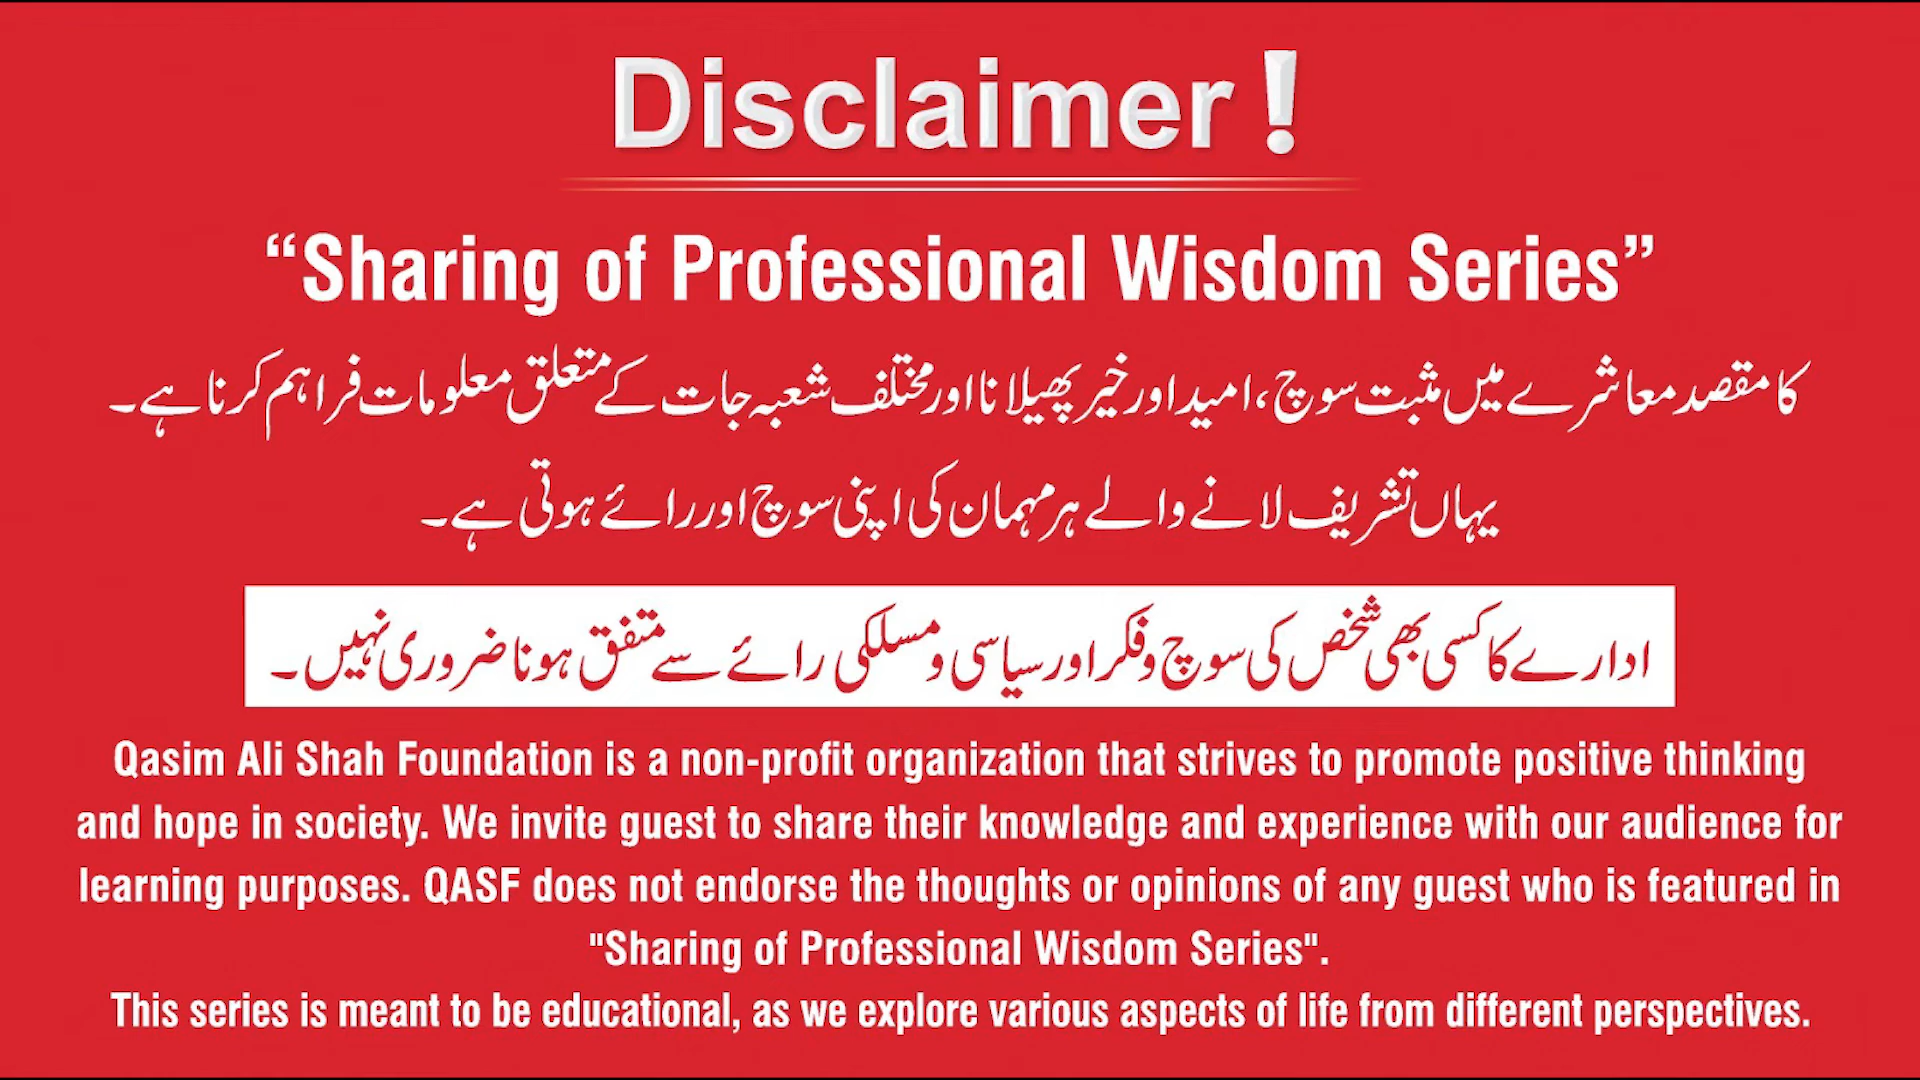 Disclaimer!
“Sharing of Professional Wisdom Series”
کا مقصد معاشرے میں مثبت سوچ، امید اور خیر پھیلانا اور مختلف شعبہ جات کے متعلق معلومات فراہم کرنا ہے۔
یہاں تشریف لانے والے ہر مہمان کی اپنی سوچ اور رائے ہوتی ہے۔
ادارے کا کسی بھی شخص کی سوچ و فکر اور سیاسی و مسلکی رائے سے متفق ہونا ضروری نہیں۔
Qasim Ali Shah Foundation is a non-profit organization that strives to promote positive thinking
and hope in society. We invite guest to share their knowledge and experience with our audience for
learning purposes. QASF does not endorse the thoughts or opinions of any guest who is featured in
"Sharing of Professional Wisdom Series".
This series is meant to be educational, as we explore various aspects of life from different perspectives.